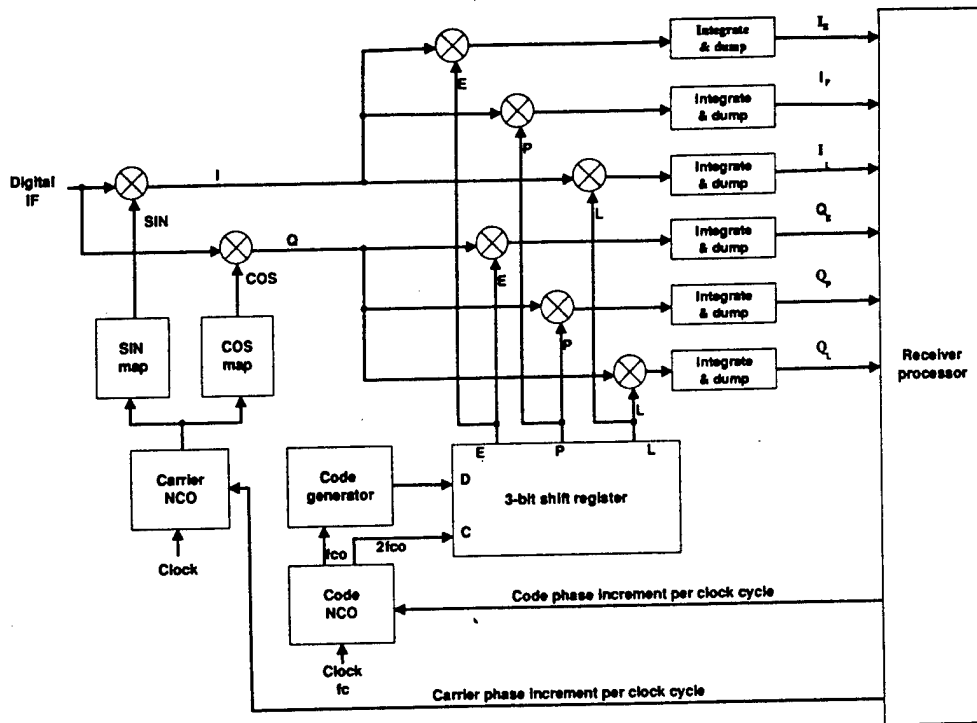 Integrate
& dump
I_E
E
Integrate
& dump
I_P
P
Digital
IF
I
SIN
Integrate
& dump
I_L
L
Q
COS
Integrate
& dump
Q_E
E
Integrate
& dump
Q_P
P
SIN
map
COS
map
Integrate
& dump
Q_L
L
Receiver
processor
E
P
L
Carrier
NCO
Code
generator
D
3-bit shift register
C
fco
2fco
Clock
Code
NCO
Code phase increment per clock cycle
Clock
fc
Carrier phase increment per clock cycle